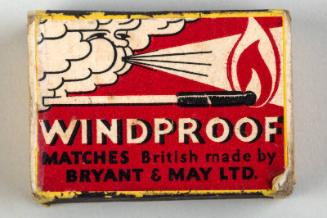 WINDPROOF
MATCHES British made by
BRYANT & MAY LTD.